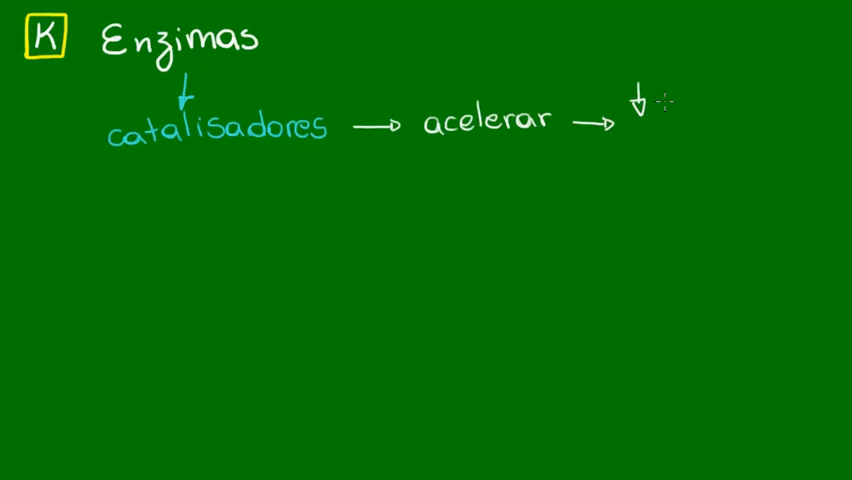 K Enzimas
catalisadores → acelerar → ↓